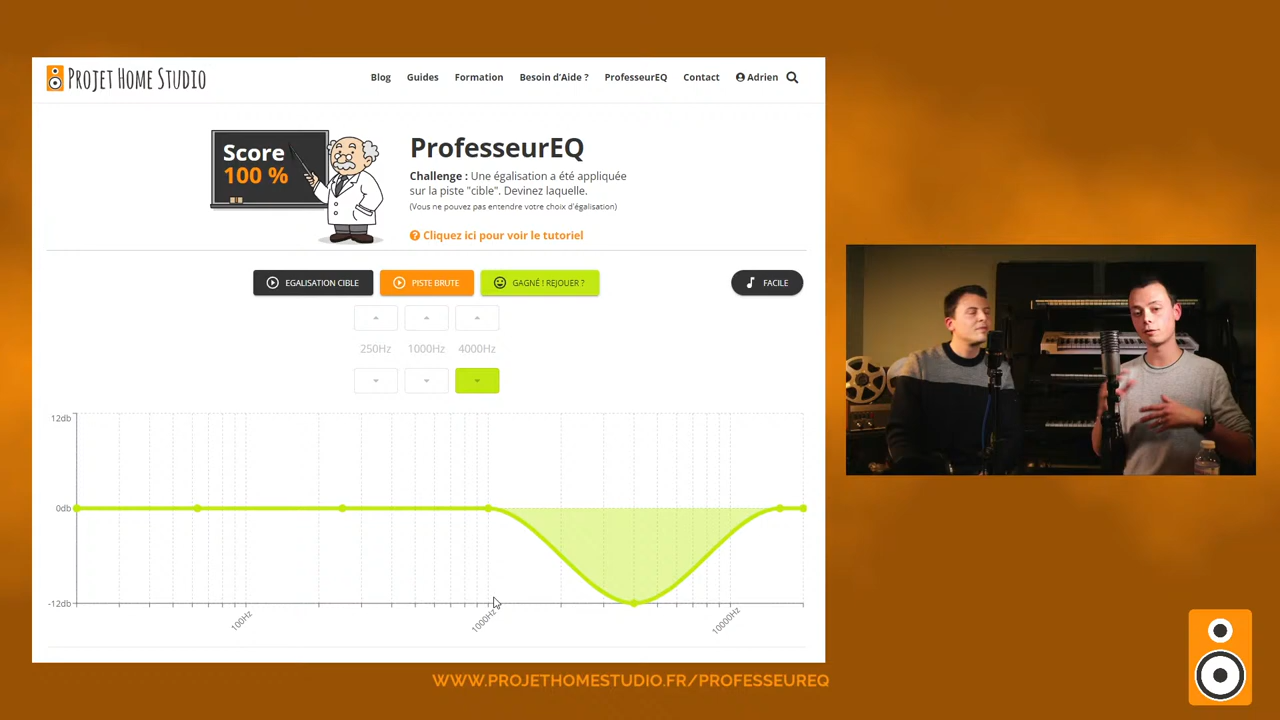 PROJET HOME STUDIO
Blog
Guides
Formation
Besoin d'Aide ?
ProfesseurEQ
Contact
Adrien
Score
100 %
ProfesseurEQ
Challenge : Une égalisation a été appliquée
sur la piste "cible". Devinez laquelle.
(Vous ne pouvez pas entendre votre choix d'égalisation)
Cliquez ici pour voir le tutoriel
EGALISATION CIBLE
PISTE BRUTE
GAGNÉ ! REJOUER ?
FACILE
250Hz
1000Hz
4000Hz
12db
0db
-12db
100Hz
1000Hz
10000Hz
WWW.PROJETHOMESTUDIO.FR/PROFESSEUREQ